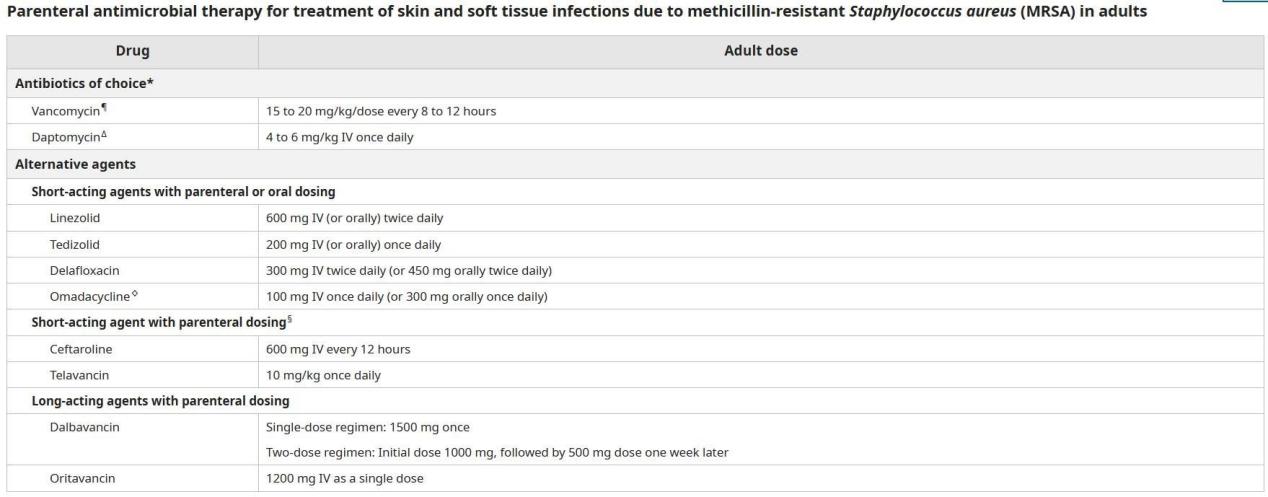 Parenteral antimicrobial therapy for treatment of skin and soft tissue infections due to methicillin-resistant Staphylococcus aureus (MRSA) in adults
Drug Adult dose
Antibiotics of choice*
Vancomycin¶ 15 to 20 mg/kg/dose every 8 to 12 hours
DaptomycinΔ 4 to 6 mg/kg IV once daily
Alternative agents
Short-acting agents with parenteral or oral dosing
Linezolid 600 mg IV (or orally) twice daily
Tedizolid 200 mg IV (or orally) once daily
Delafloxacin 300 mg IV twice daily (or 450 mg orally twice daily)
Omadacycline◇ 100 mg IV once daily (or 300 mg orally once daily)
Short-acting agent with parenteral dosing§
Ceftaroline 600 mg IV every 12 hours
Telavancin 10 mg/kg once daily
Long-acting agents with parenteral dosing
Dalbavancin Single-dose regimen: 1500 mg once
Two-dose regimen: Initial dose 1000 mg, followed by 500 mg dose one week later
Oritavancin 1200 mg IV as a single dose